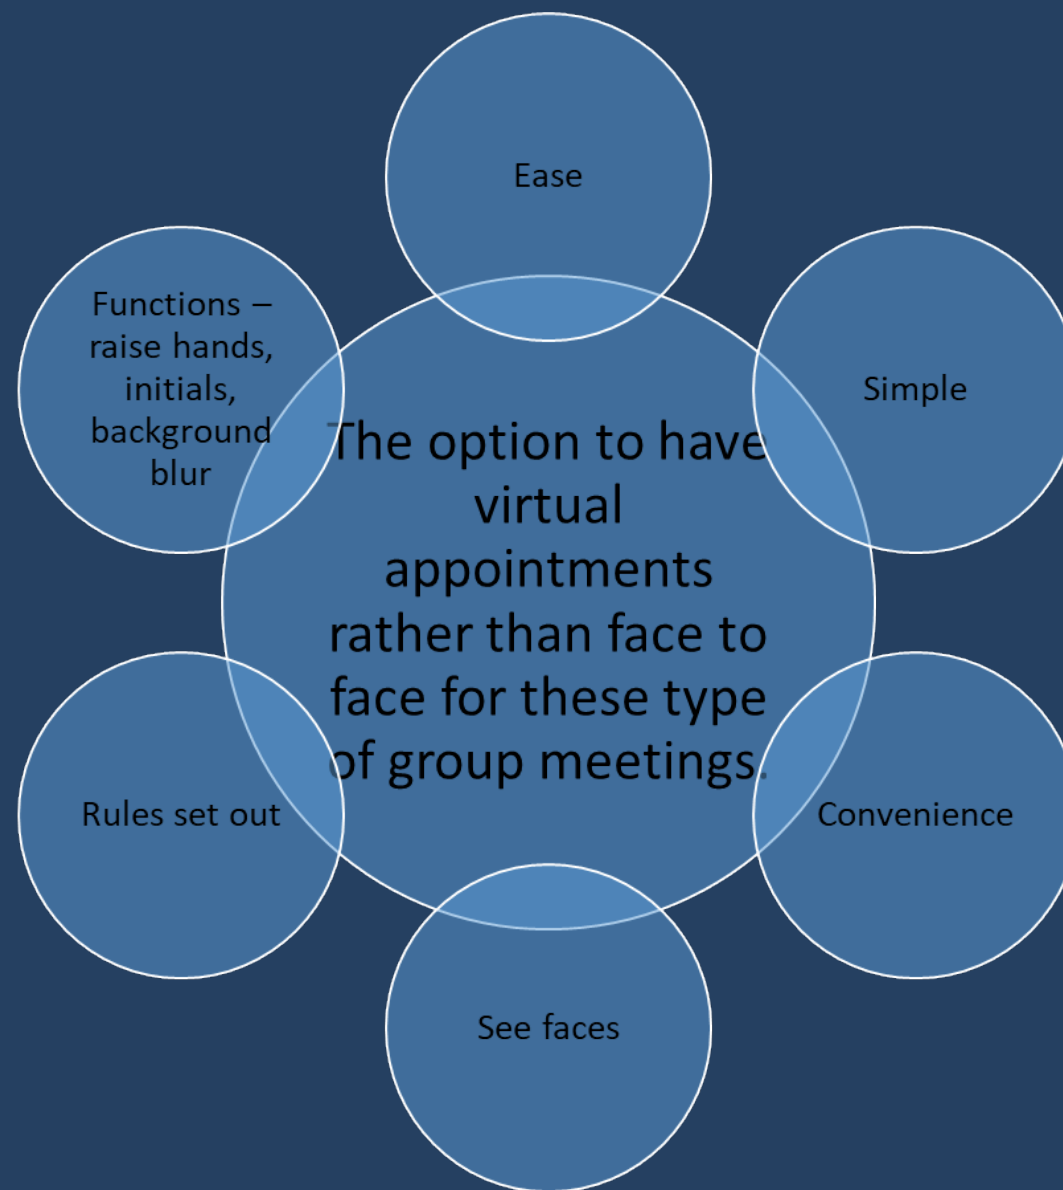 Ease
Functions –
raise hands,
initials,
background
blur
Simple
The option to have
virtual
appointments
rather than face to
face for these type
of group meetings.
Rules set out
Convenience
See faces